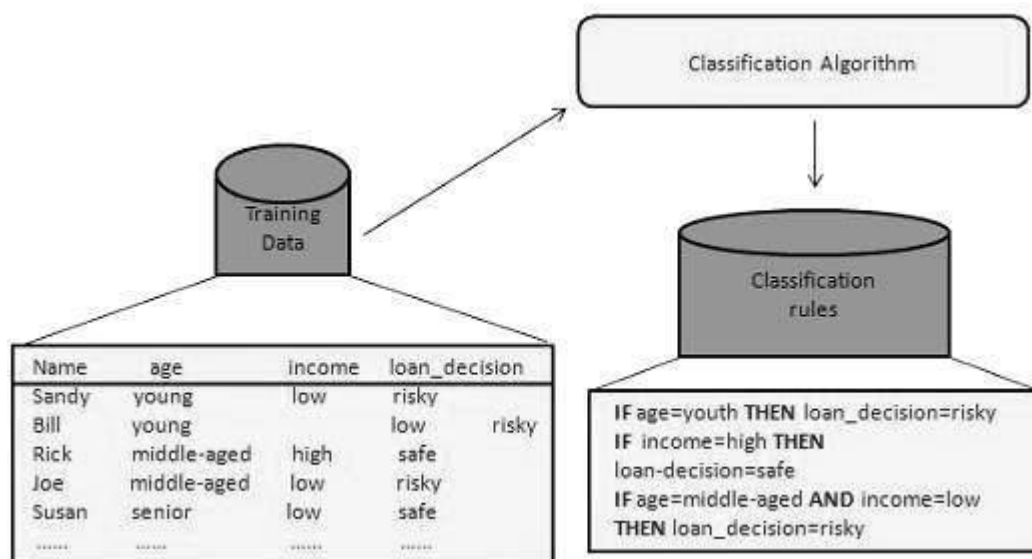 Classification Algorithm
Training
Data
Classification
rules
Name age income loan_decision
Sandy young low risky
Bill young low risky
Rick middle-aged high safe
Joe middle-aged low risky
Susan senior low safe
...... ...... ...... ......
IF age=youth THEN loan_decision=risky
IF income=high THEN
loan-decision=safe
IF age=middle-aged AND income=low
THEN loan_decision=risky